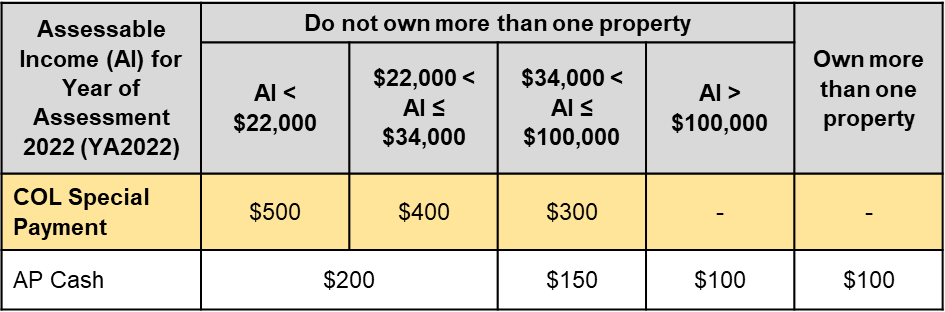 Assessable
Income (AI) for
Year of
Assessment
2022 (YA2022)
Do not own more than one property
AI <
$22,000
$22,000 <
AI ≤
$34,000
$34,000 <
AI ≤
$100,000
AI >
$100,000
Own more
than one
property
COL Special
Payment
$500
$400
$300
-
-
AP Cash
$200
$150
$100
$100